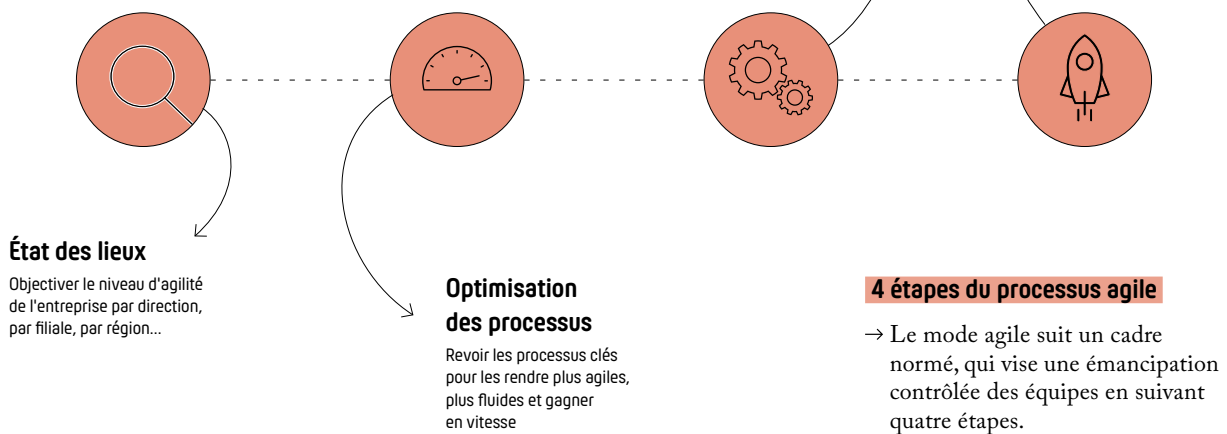 État des lieux
Objectiver le niveau d'agilité
de l'entreprise par direction,
par filiale, par région...
Optimisation
des processus
Revoir les processus clés
pour les rendre plus agiles,
plus fluides et gagner
en vitesse
4 étapes du processus agile
→ Le mode agile suit un cadre
normé, qui vise une émancipation
contrôlée des équipes en suivant
quatre étapes.